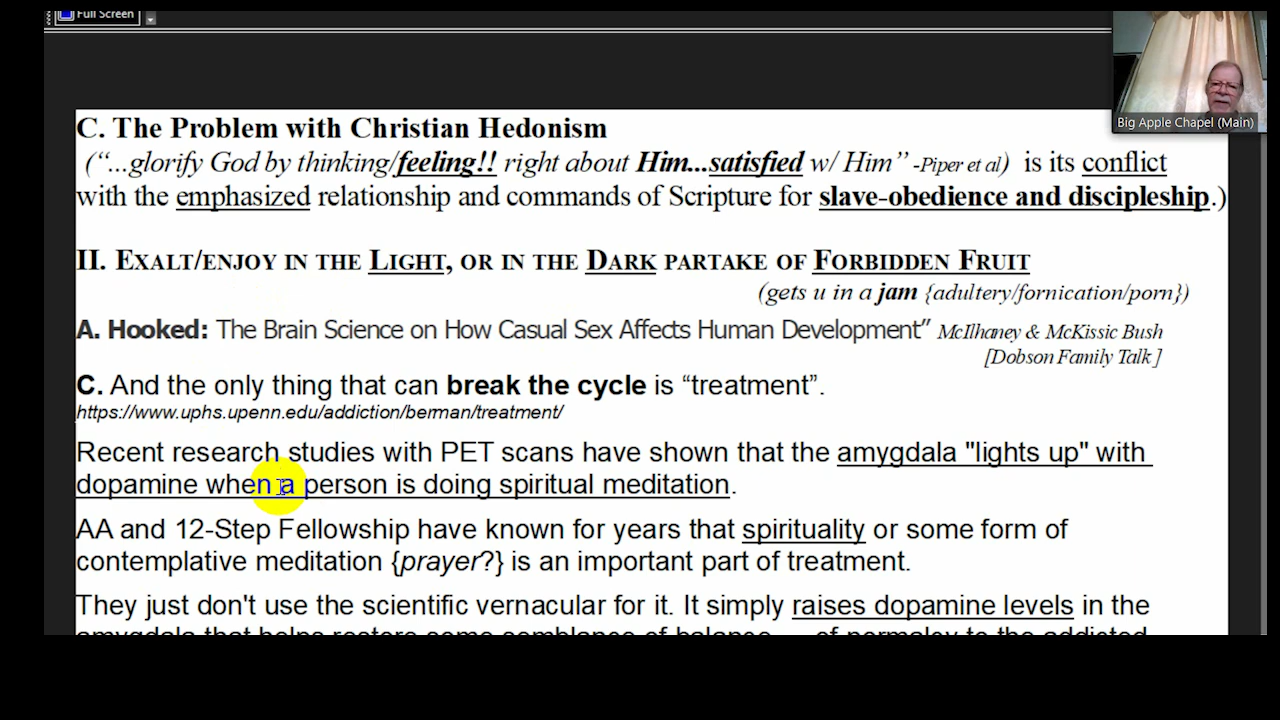 Full Screen
Big Apple Chapel (Main)
C. The Problem with Christian Hedonism
(“...glorify God by thinking/feeling!! right about Him...satisfied w/ Him” -Piper et al) is its conflict
with the emphasized relationship and commands of Scripture for slave-obedience and discipleship.)
II. EXALT/ENJOY IN THE LIGHT, OR IN THE DARK PARTAKE OF FORBIDDEN FRUIT
(gets u in a jam {adultery/fornication/porn})
A. Hooked: The Brain Science on How Casual Sex Affects Human Development” McIlhaney & McKissic Bush
[Dobson Family Talk ]
C. And the only thing that can break the cycle is “treatment”.
https://www.uphs.upenn.edu/addiction/berman/treatment/
Recent research studies with PET scans have shown that the amygdala "lights up" with
dopamine when a person is doing spiritual meditation.
AA and 12-Step Fellowship have known for years that spirituality or some form of
contemplative meditation {prayer?} is an important part of treatment.
They just don't use the scientific vernacular for it. It simply raises dopamine levels in the
amygdala that helps restore some semblance of balance